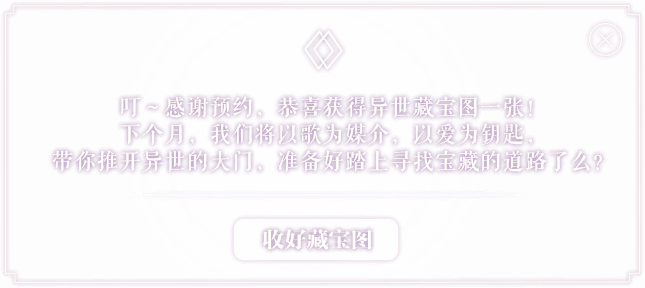 叮~感谢预约，恭喜获得异世藏宝图一张！
下个月，我们将以歌为媒介，以爱为钥匙，
带你推开异世的大门，准备好踏上寻找宝藏的道路了么？
收好藏宝图